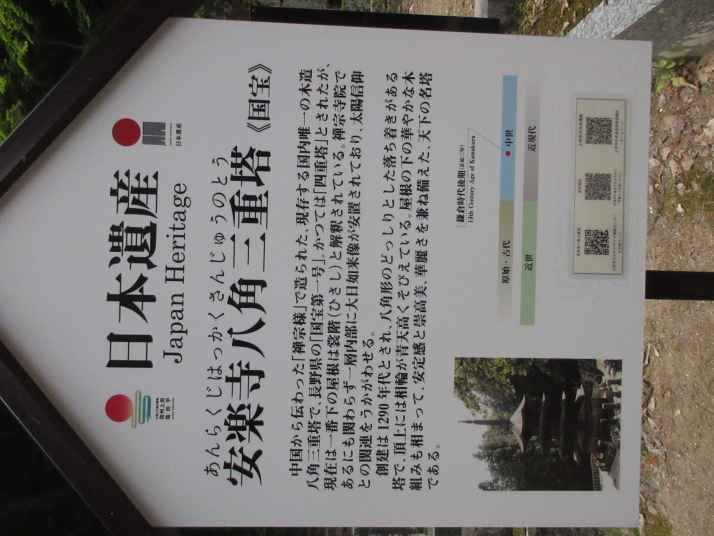 日本遺産
Japan Heritage
日本遺産
あんらくじはっかくさんじゅうのとう
安楽寺八角三重塔《国宝》
中国から伝わった「禅宗様」で造られた、現存する国内唯一の木造
八角三重塔で、長野県の「国宝第一号」。かつては「四重塔」とされたが、
現在は一番下の屋根は裳階(ひさし)と解釈されている。禅宗寺院で
あるにも関わらず一層内部に大日如来像が安置されており、太陽信仰
との関連をうかがわせる。
創建は1290年代とされ、八角形のどっしりとした落ち着きがある
塔で、頂上には相輪が青天高くそびえている。屋根の下の華やかな木
組みも相まって、安定感と崇高美、華麗さを兼ね備えた、天下の名塔
である。
鎌倉時代後期
13th Century Age of Kamakura
原始・古代
中世
近世
近現代